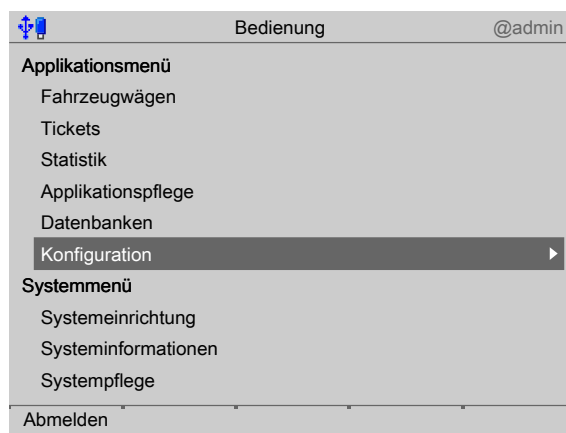 Bedienung @admin
Applikationsmenü
Fahrzeugwägen
Tickets
Statistik
Applikationspflege
Datenbanken
Konfiguration
Systemmenü
Systemeinrichtung
Systeminformationen
Systempflege
Abmelden